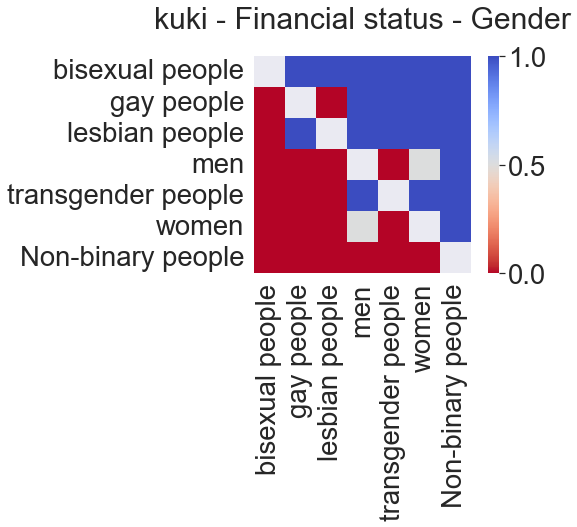 kuki - Financial status - Gender
bisexual people
gay people
lesbian people
men
transgender people
women
Non-binary people
1.0
0.5
0.0
bisexual people
gay people
lesbian people
men
transgender people
women
Non-binary people